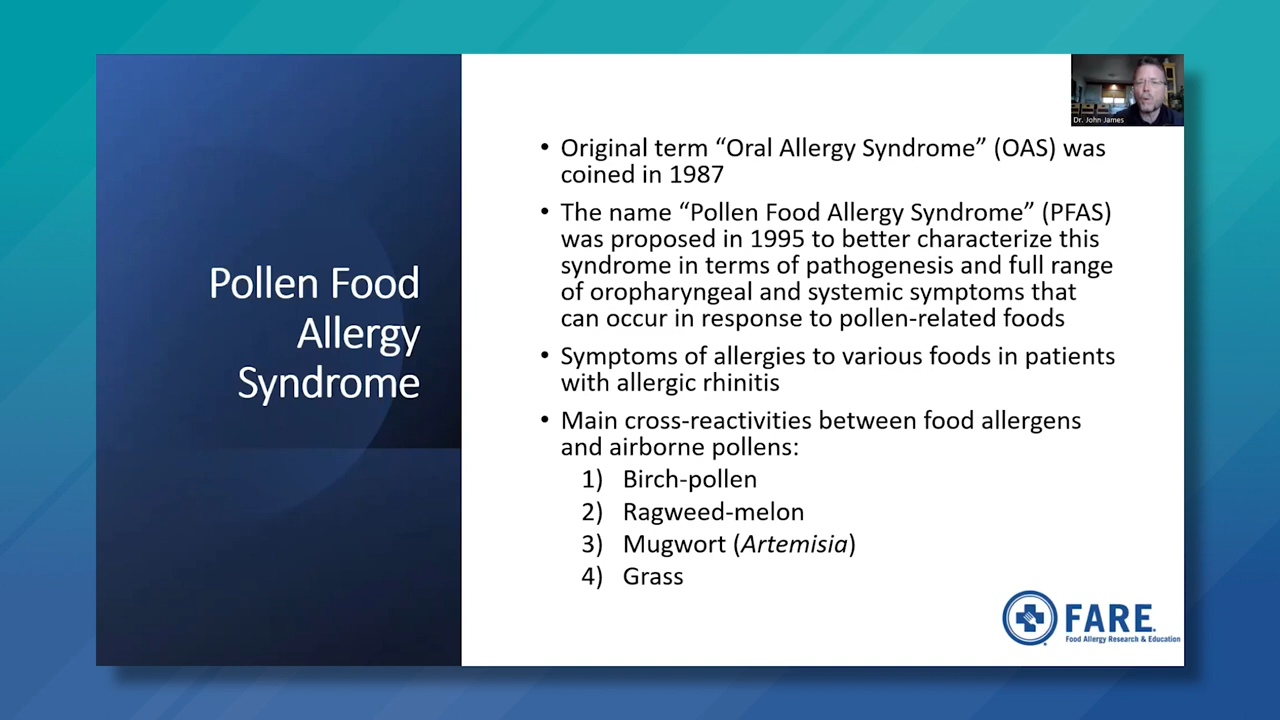 Pollen Food
Allergy
Syndrome
Dr. John James
• Original term “Oral Allergy Syndrome” (OAS) was
coined in 1987
• The name “Pollen Food Allergy Syndrome” (PFAS)
was proposed in 1995 to better characterize this
syndrome in terms of pathogenesis and full range
of oropharyngeal and systemic symptoms that
can occur in response to pollen-related foods
• Symptoms of allergies to various foods in patients
with allergic rhinitis
• Main cross-reactivities between food allergens
and airborne pollens:
1) Birch-pollen
2) Ragweed-melon
3) Mugwort (Artemisia)
4) Grass
FARE
Food Allergy Research & Education